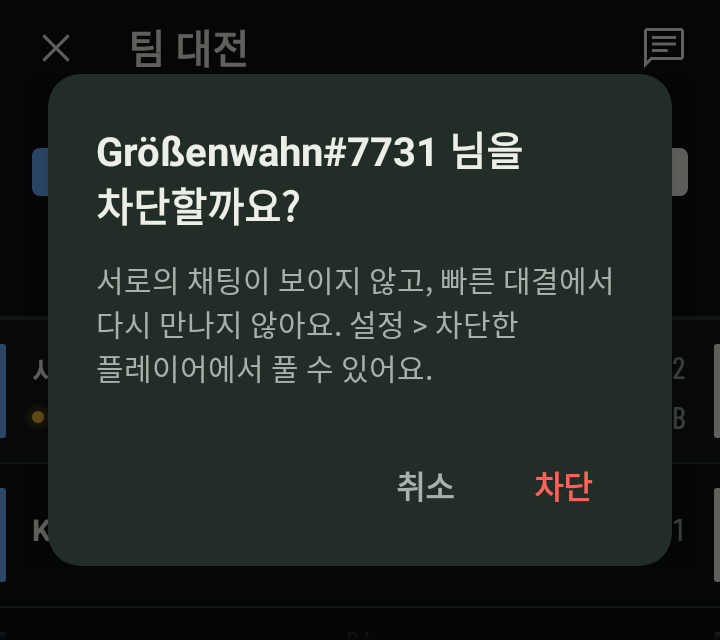 팀 대전
Größenwahn#7731 님을
차단할까요?
서로의 채팅이 보이지 않고, 빠른 대결에서
다시 만나지 않아요. 설정 > 차단한
플레이어에서 풀 수 있어요.
2
B
K
1
취소
차단